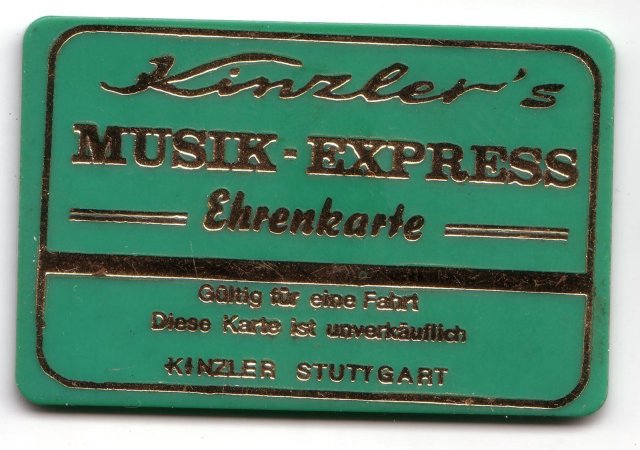 Kinzler's
MUSIK-EXPRESS
Ehrenkarte
Gültig für eine Fahrt
Diese Karte ist unverkäuflich
KINZLER STUTTGART